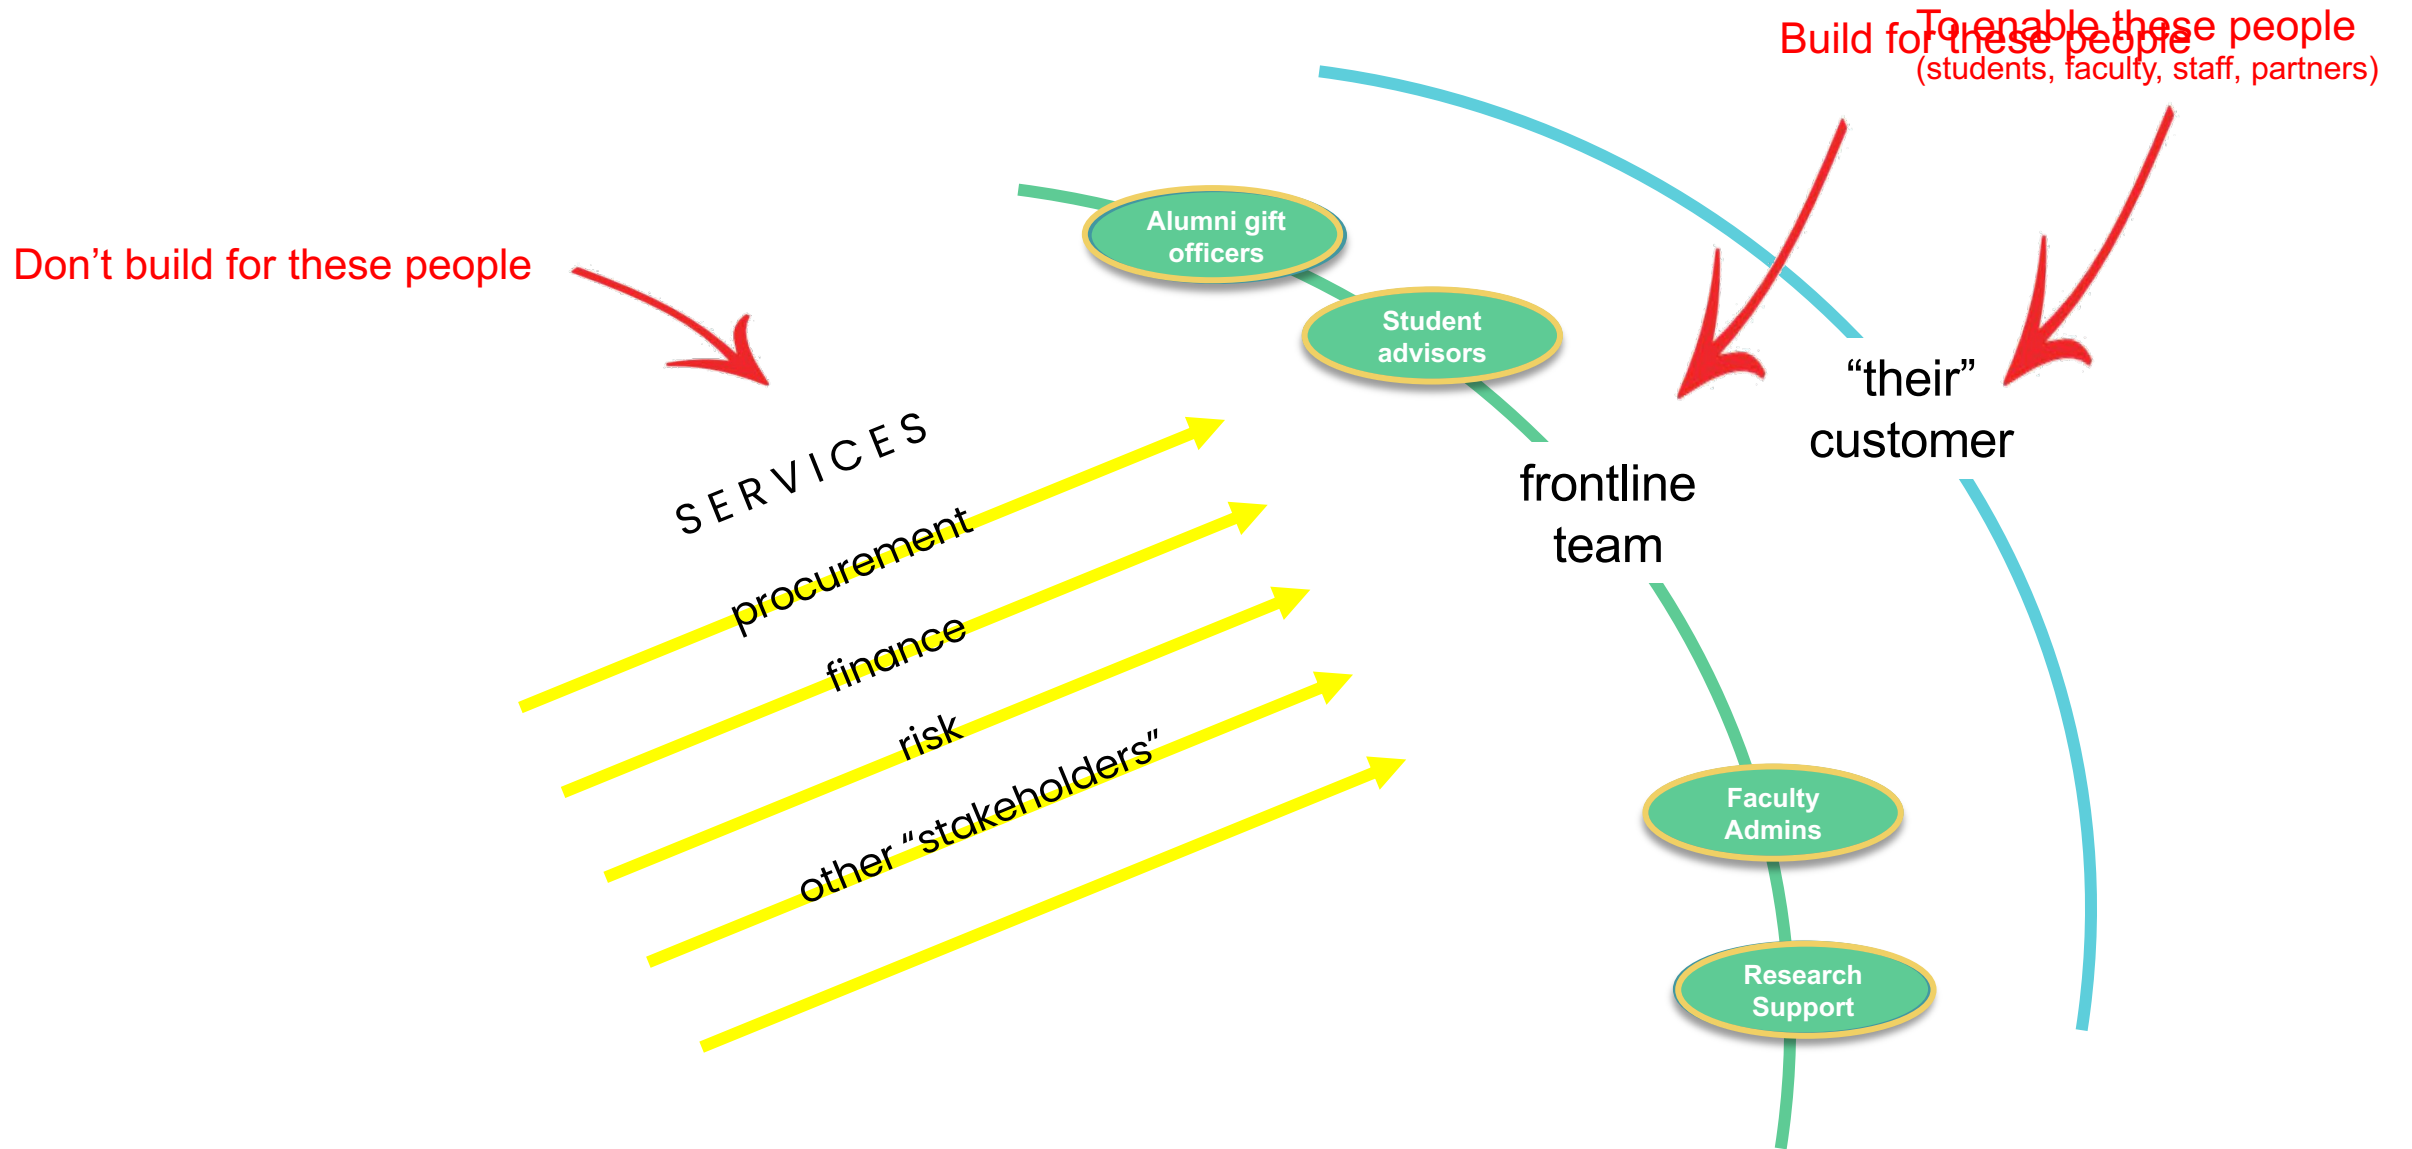 To enable these people
Build for these people
(students, faculty, staff, partners)
Alumni gift
officers
Don’t build for these people
Student
advisors
“their”
customer
SERVICES
frontline
team
procurement
finance
risk
other “stakeholders”
Faculty
Admins
Research
Support